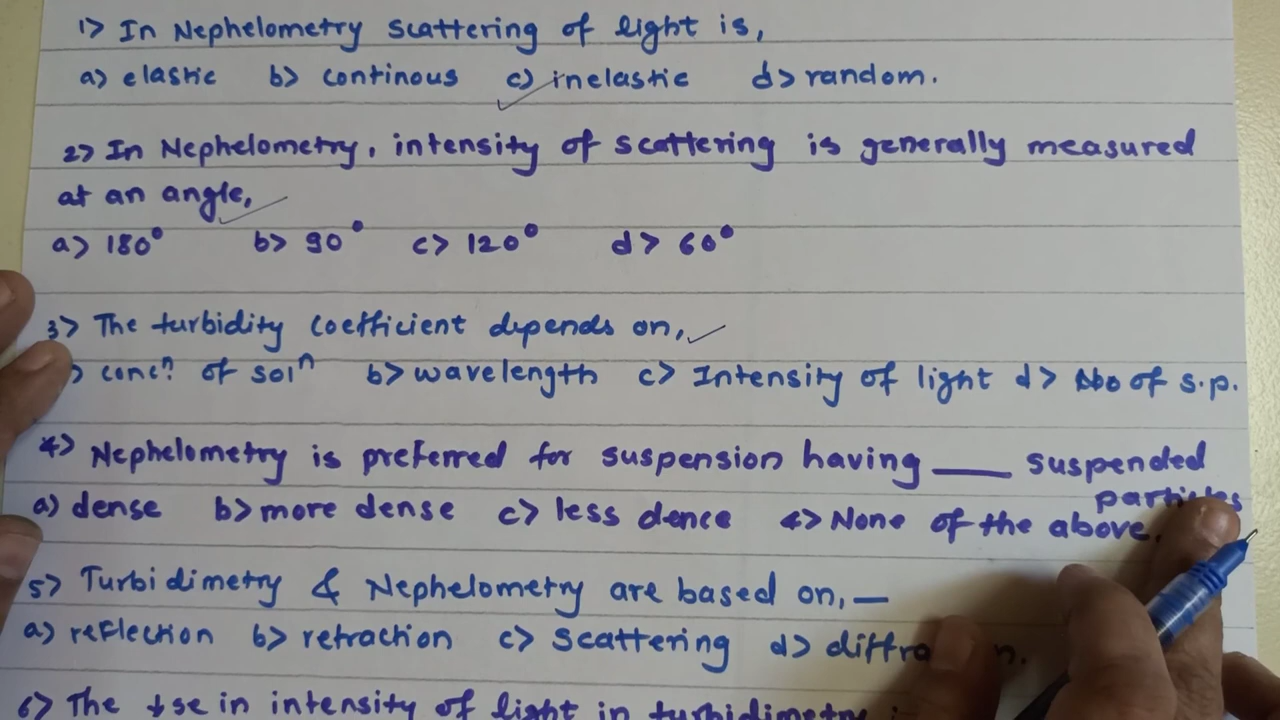 1> In Nephelometry scattering of light is,
a) elastic b> continous c) inelastic d> random.
2> In Nephelometry, intensity of scattering is generally measured
at an angle,
a> 180° b> 90° c> 120° d> 60°
3> The turbidity coefficient depends on,
> concn of soln b> wavelength c> Intensity of light d> No of s.p.
4> Nephelometry is preferred for suspension having ___ suspended
particles
a) dense b> more dense c> less dence 4> None of the above.
5> Turbidimetry & Nephelometry are based on, —
a) reflection b> refraction c> scattering d> diffra n.
6> The ↓se in intensity of light in turbidimetry